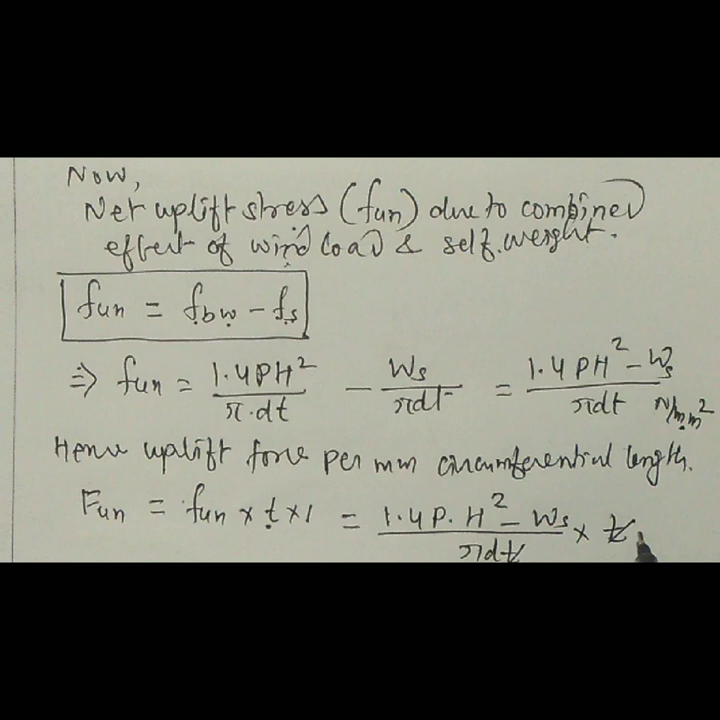 Now,
Net uplift stress (fun) due to combined
effect of wind load & self.weight.
fun = fbw - fs
⇒ fun = 1.4PH² / π.dt - Ws / πdt = 1.4PH² - Ws / πdt N/mm²
Hence uplift force per mm circumferential length.
Fun = fun × t × 1 = 1.4P.H² - Ws / πdt × t